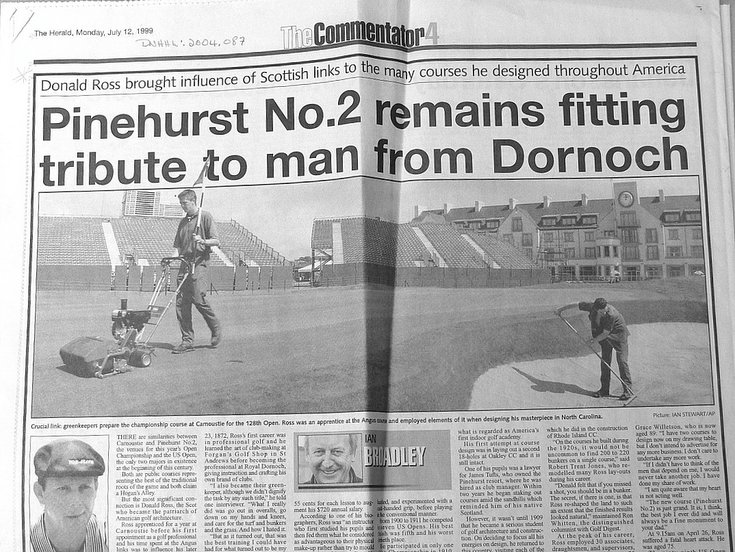 The Herald, Monday, July 12, 1999
DNHHL: 2004.087
The Commentator 4
Donald Ross brought influence of Scottish links to the many courses he designed throughout America
Pinehurst No.2 remains fitting
tribute to man from Dornoch
Crucial link: greenkeepers prepare the championship course at Carnoustie for the 128th Open. Ross was an apprentice at the Angus and employed elements of it when designing his masterpiece in North Carolina.
Picture: IAN STEWART/AP
THERE are similarities between
Carnoustie and Pinehurst No.2,
the venues for this year's Open
Championship and the US Open,
the only two majors in existence
at the beginning of this century.
Both are public courses repre-
senting the best of the traditional
roots of the game and both claim
a Hogan's Alley.
But the most significant con-
nection is Donald Ross, the Scot
who became the patriarch of
American golf architecture.
Ross apprenticed for a year at
Carnoustie before his first
appointment as a golf professional
and his time spent at the Angus
links was to influence his later
23, 1872, Ross's first career was
in professional golf and he
learned the art of club-making at
Forgan's Golf Shop in St
Andrews before becoming the
professional at Royal Dornoch,
giving instruction and crafting his
own brand of clubs.
"I also became their green-
keeper, although we didn't dignify
the task by any such title," he told
one interviewer. "What I really
did was go out in overalls, get
down on my hands and knees,
and care for the turf and bunkers
and the grass. And how I hated it.
"But as it turned out, that was
the best training I could have
had for what turned out to be my
IAN
BRADLEY
55 cents for each lesson to aug-
ment his $720 annual salary
According to one of his bio-
graphers, Ross was "an instructor
who first studied his pupils and
then fed them what he considered
as advantageous to their physical
make-up rather than try to mould
and experimented with a
grip, before playing
conventional manner.
from 1900 to 1911 he competed
seven US Opens. His best
was fifth and his worst
place.
participated in only one
what is regarded as America's
first indoor golf academy.
His first attempt at course
design was in laying out a second
18-holes at Oakley CC and it is
still intact.
One of his pupils was a lawyer
for James Tufts, who owned the
Pinehurst resort, where he was
hired as club manager. Within
two years he began staking out
courses amid the sandhills which
reminded him of his native
Scotland.
However, it wasn't until 1909
that he became a serious student
of golf architecture and construc-
tion. On deciding to focus all his
energies on design, he returned to
which he did in the construction
of Rhode Island CC.
"On the courses he built during
the 1920s, it would not be
uncommon to find 200 to 220
bunkers on a single course," said
Robert Trent Jones, who re-
modelled many Ross lay-outs
during his career
"Donald felt that if you missed
a shot, you should be in a bunker.
The secret, if there is one, is that
Ross re-shaped the land to such
an extent that the finished results
look natural", maintained Ron
Whitten, the distinguished
columnist with Golf Digest.
At the peak of his career,
Ross employed 30 associates,
draughtsmen, and supervisors,
Grace Willetson, who is now
aged 89: "I have two courses to
design now on my drawing table,
but I don't intend to advertise for
any more business. I don't care to
undertake any more work.
"If I didn't have to think of the
men that depend on me, I would
never take another job. I have
done my share of work.
"I am quite aware that my heart
is not acting well
"The new course (Pinehurst
No.2) is just grand. It is, I think,
the best job I ever did and will
always be a fine monument to
your dad."
At 9.15am on April 26, Ross
suffered a fatal heart attack. He
was aged 75